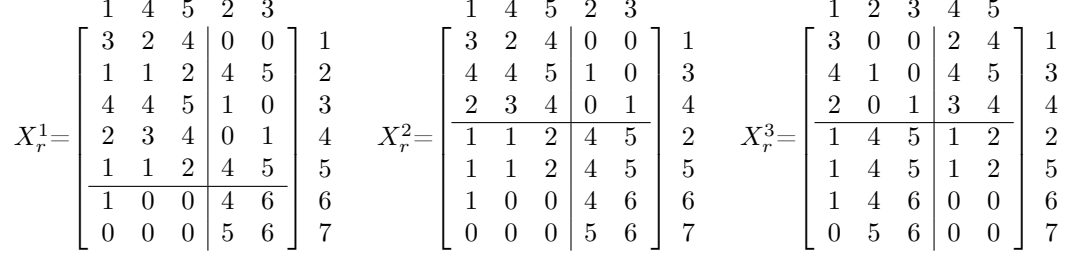 1 4 5 2 3 1 4 5 2 3 1 2 3 4 5
3 2 4 0 0 1 3 2 4 0 0 1 3 0 0 2 4 1
1 1 2 4 5 2 4 4 5 1 0 3 4 1 0 4 5 3
4 4 5 1 0 3 2 3 4 0 1 4 2 0 1 3 4 4
X_r^1= 2 3 4 0 1 4 X_r^2= 1 1 2 4 5 2 X_r^3= 1 4 5 1 2 2
1 1 2 4 5 5 1 1 2 4 5 5 1 4 5 1 2 5
1 0 0 4 6 6 1 0 0 4 6 6 1 4 6 0 0 6
0 0 0 5 6 7 0 0 0 5 6 7 0 5 6 0 0 7